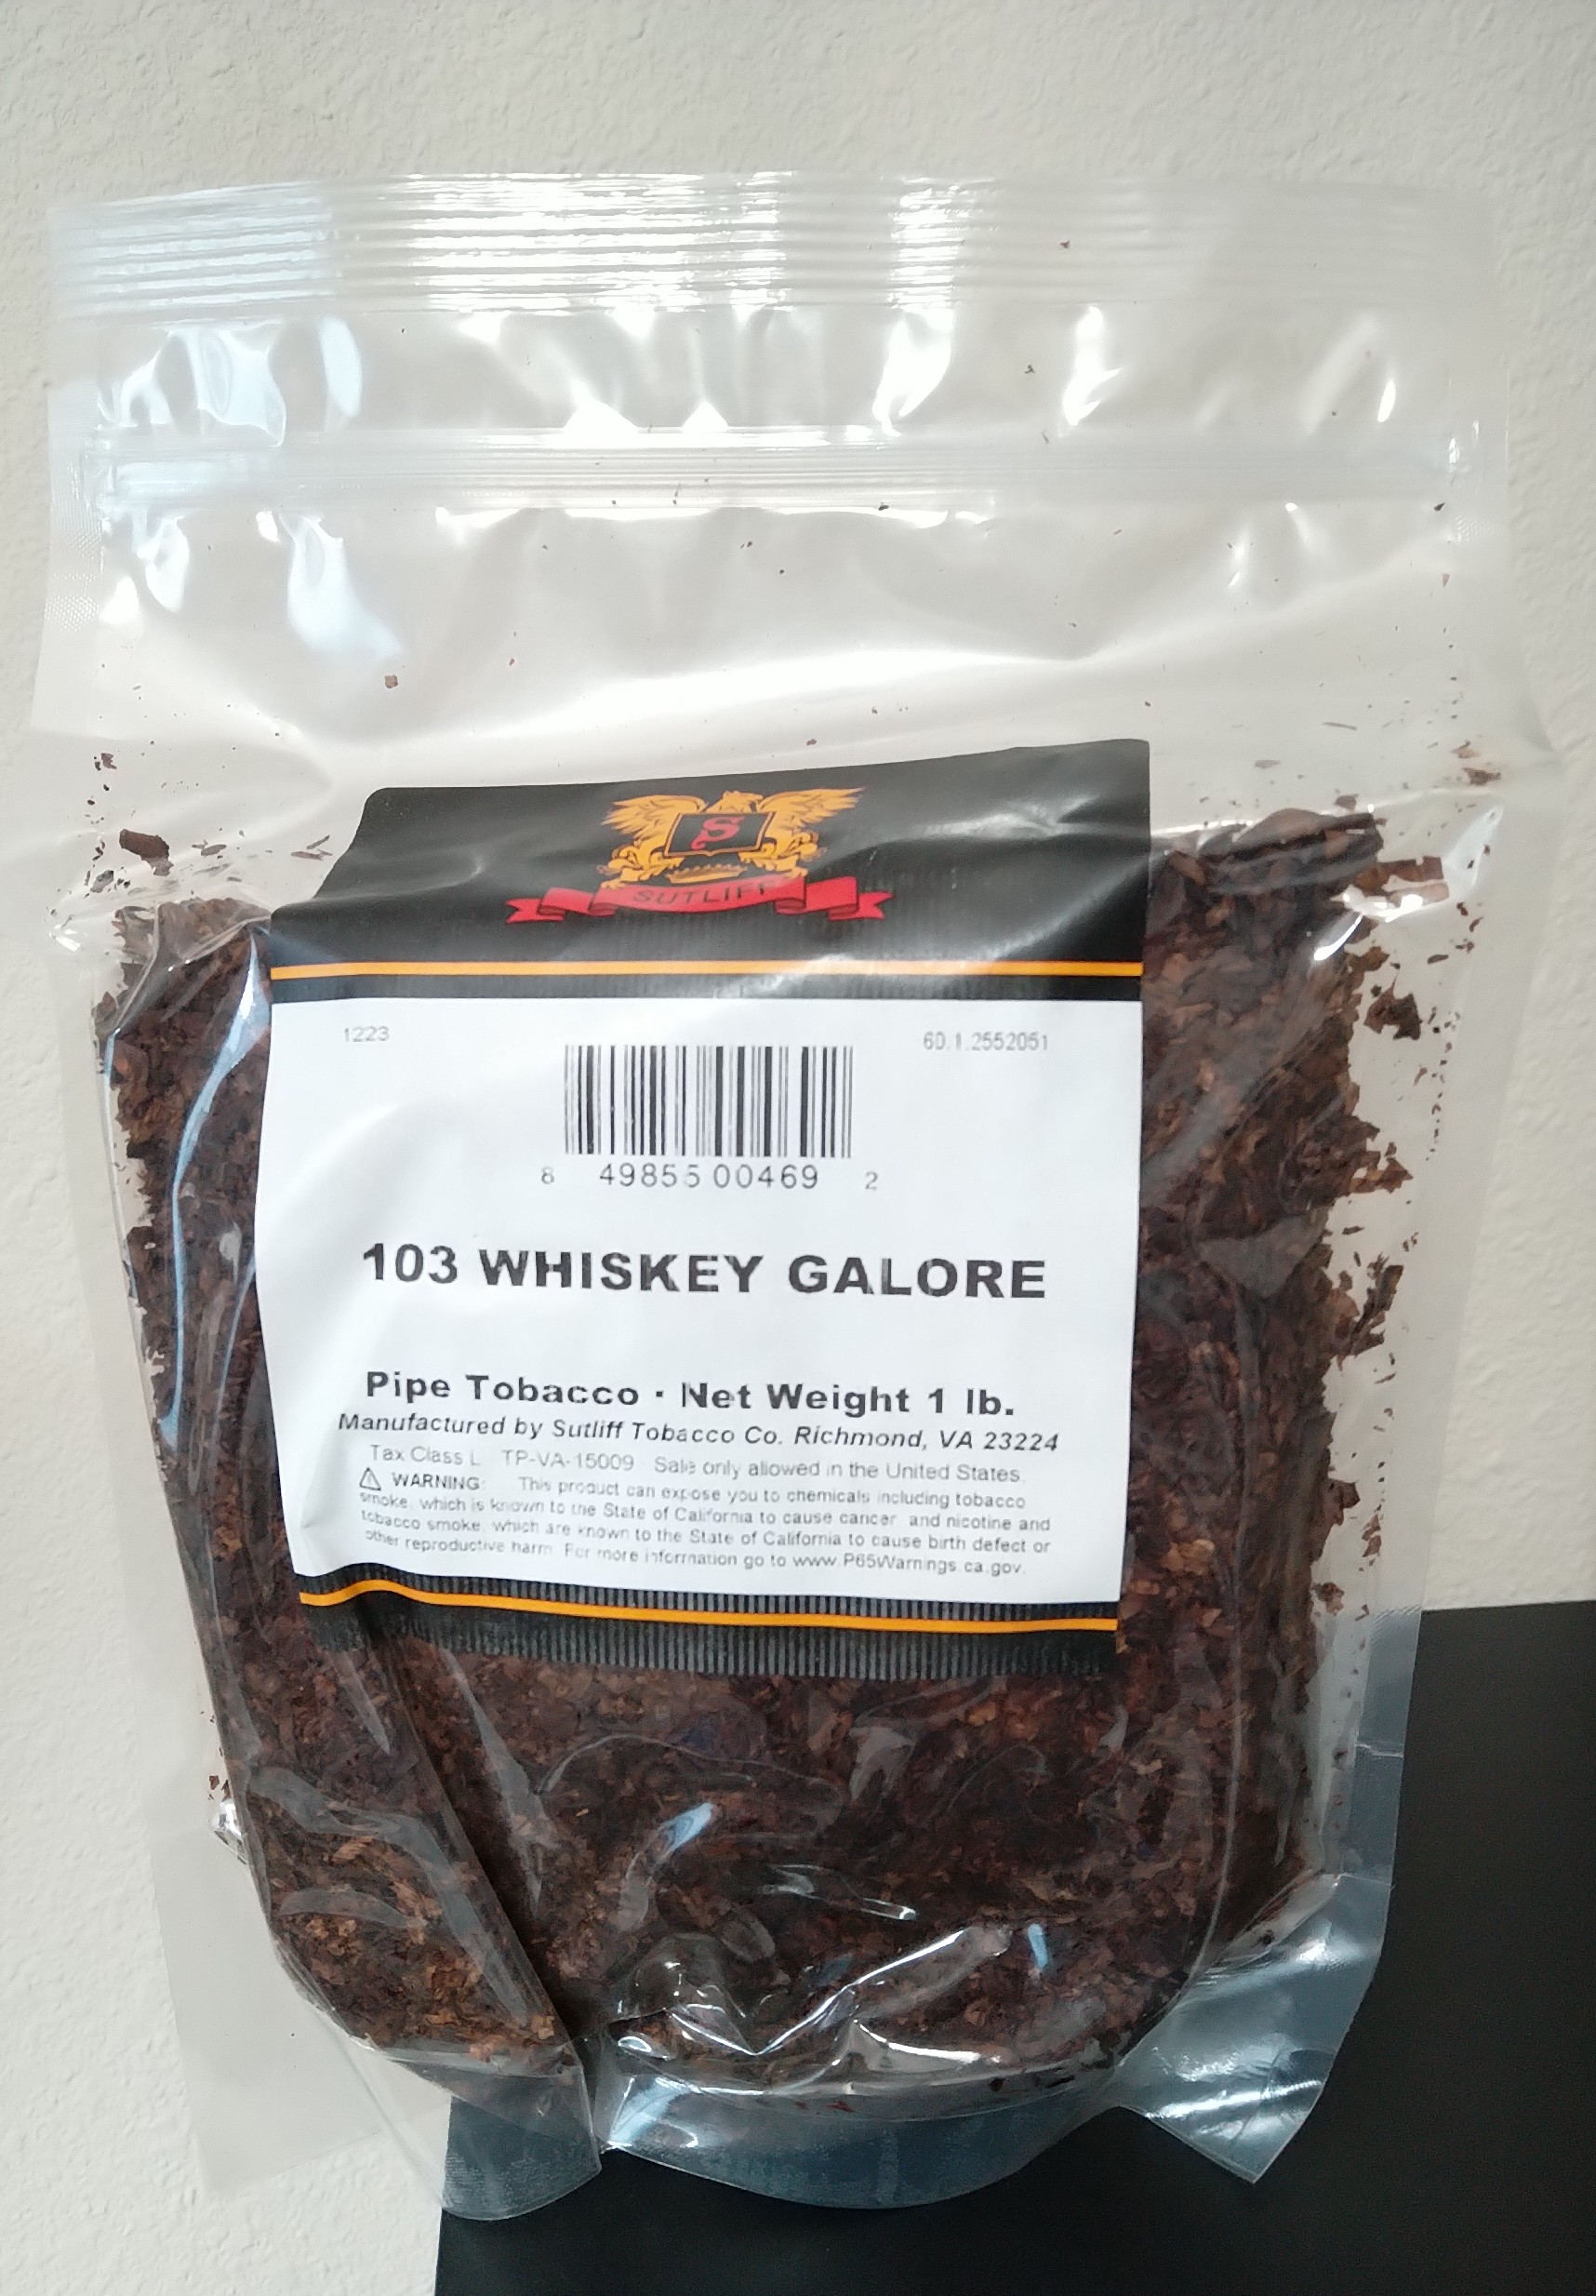 S
SUTLIFF
1223
60.1.2552051
8 49855 00469 2
103 WHISKEY GALORE
Pipe Tobacco · Net Weight 1 lb.
Manufactured by Sutliff Tobacco Co. Richmond, VA 23224
Tax Class L TP-VA-15009 Sale only allowed in the United States.
WARNING: This product can expose you to chemicals including tobacco
smoke, which is known to the State of California to cause cancer, and nicotine and
tobacco smoke, which are known to the State of California to cause birth defect or
other reproductive harm. For more information go to www.P65Warnings.ca.gov.